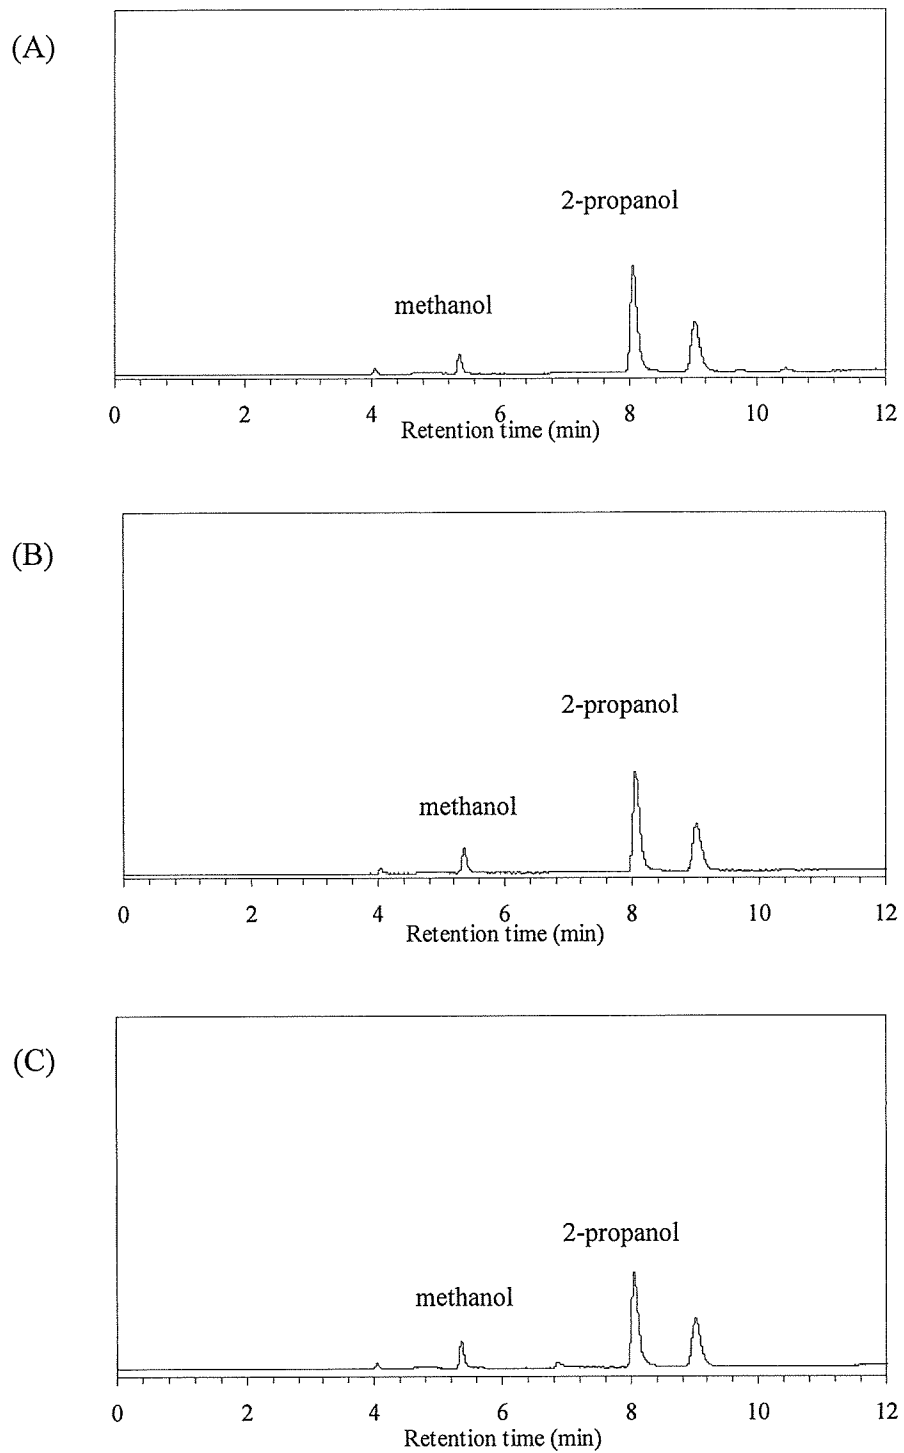 (A)
2-propanol
methanol
0 2 4 6 8 10 12
Retention time (min)
(B)
2-propanol
methanol
0 2 4 6 8 10 12
Retention time (min)
(C)
2-propanol
methanol
0 2 4 6 8 10 12
Retention time (min)